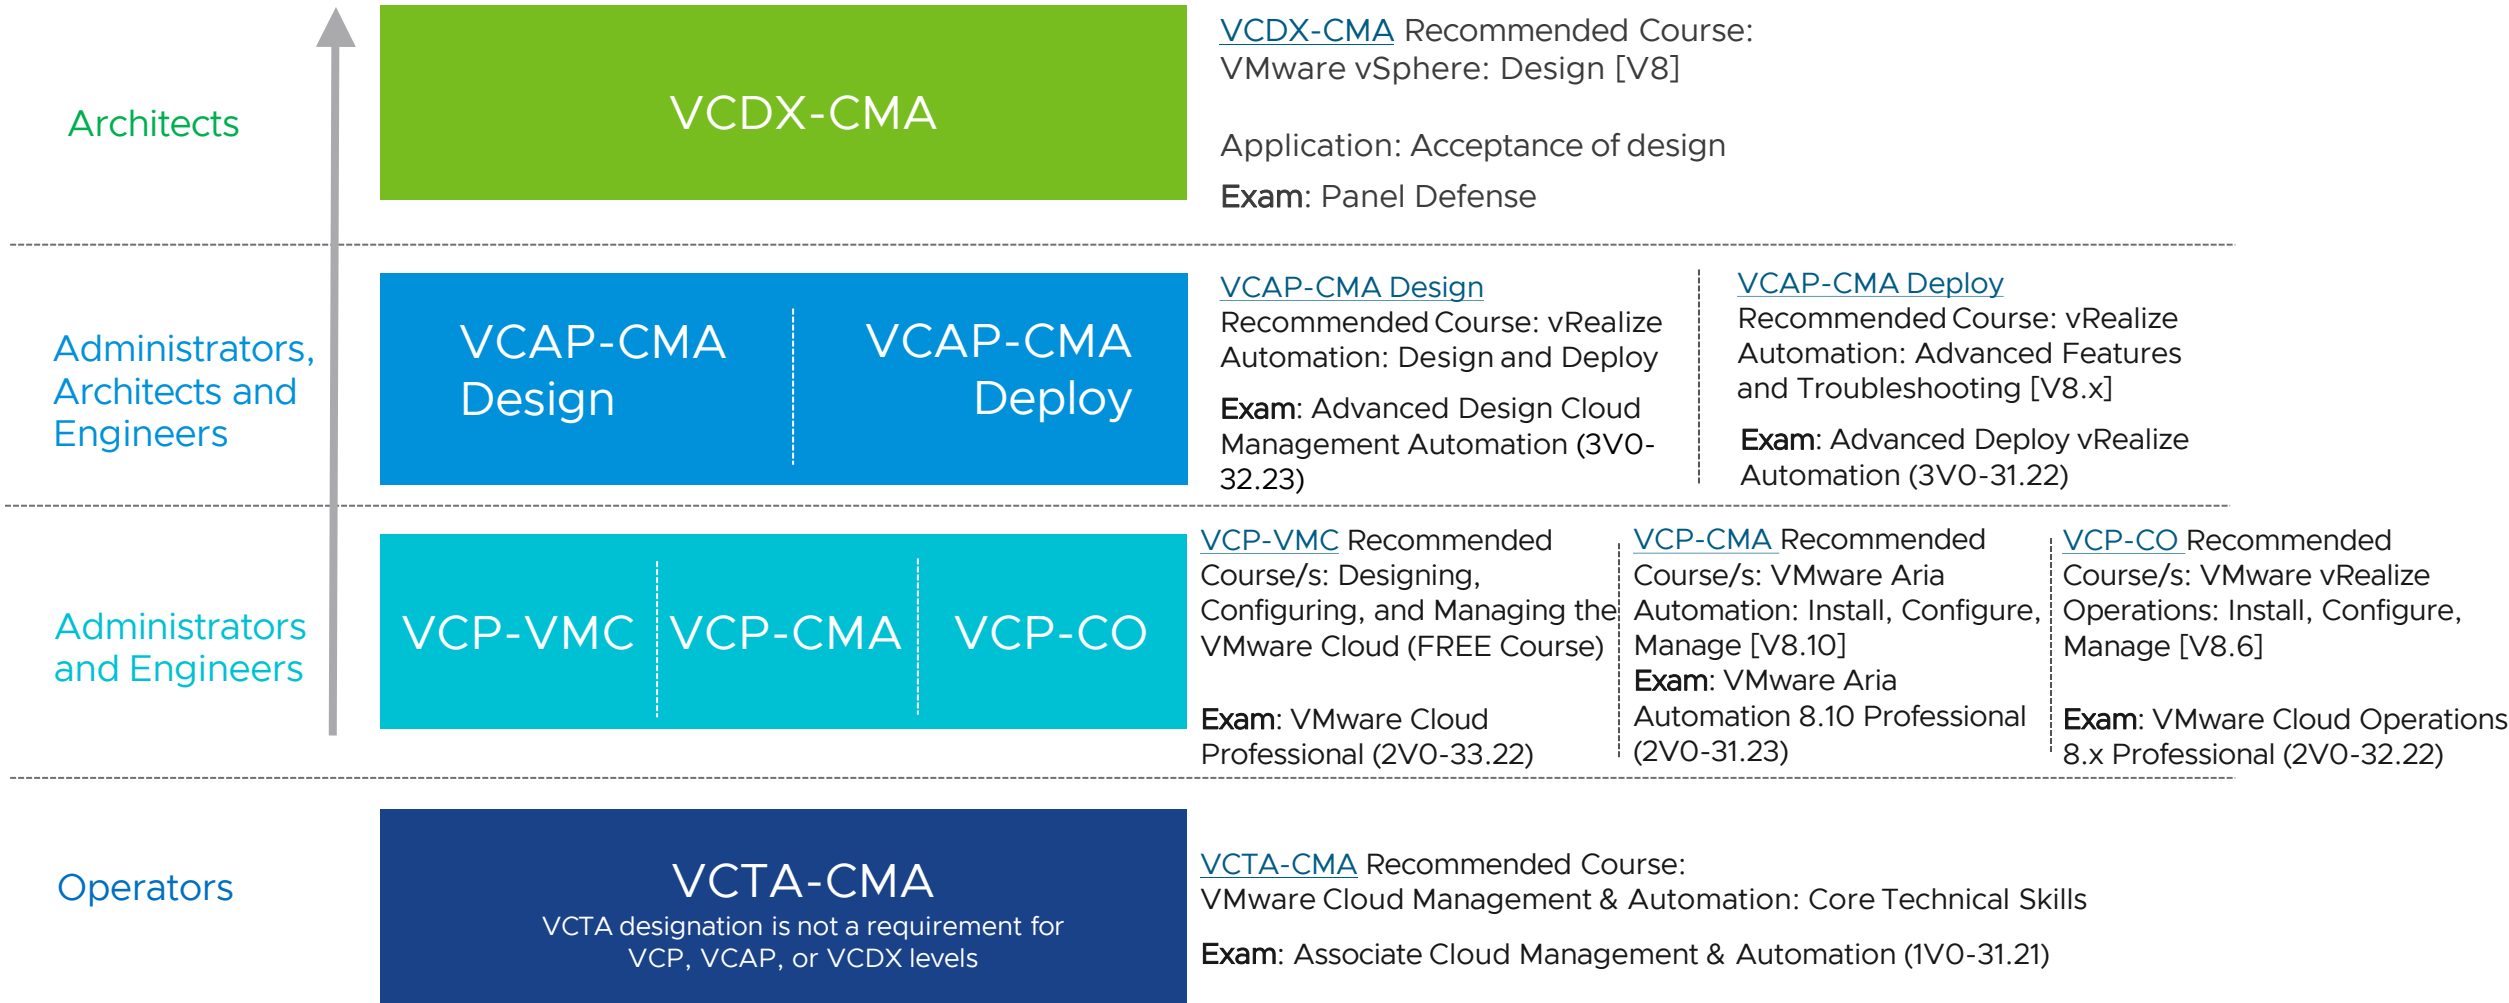 Architects
VCDX-CMA
VCDX-CMA Recommended Course:
VMware vSphere: Design [V8]
Application: Acceptance of design
Exam: Panel Defense
Administrators,
Architects and
Engineers
VCAP-CMA
Design
VCAP-CMA
Deploy
VCAP-CMA Design
Recommended Course: vRealize
Automation: Design and Deploy
Exam: Advanced Design Cloud
Management Automation (3V0-
32.23)
VCAP-CMA Deploy
Recommended Course: vRealize
Automation: Advanced Features
and Troubleshooting [V8.x]
Exam: Advanced Deploy vRealize
Automation (3V0-31.22)
Administrators
and Engineers
VCP-VMC
VCP-CMA
VCP-CO
VCP-VMC Recommended
Course/s: Designing,
Configuring, and Managing the
VMware Cloud (FREE Course)
Exam: VMware Cloud
Professional (2V0-33.22)
VCP-CMA Recommended
Course/s: VMware Aria
Automation: Install, Configure,
Manage [V8.10]
Exam: VMware Aria
Automation 8.10 Professional
(2V0-31.23)
VCP-CO Recommended
Course/s: VMware vRealize
Operations: Install, Configure,
Manage [V8.6]
Exam: VMware Cloud Operations
8.x Professional (2V0-32.22)
Operators
VCTA-CMA
VCTA designation is not a requirement for
VCP, VCAP, or VCDX levels
VCTA-CMA Recommended Course:
VMware Cloud Management & Automation: Core Technical Skills
Exam: Associate Cloud Management & Automation (1V0-31.21)